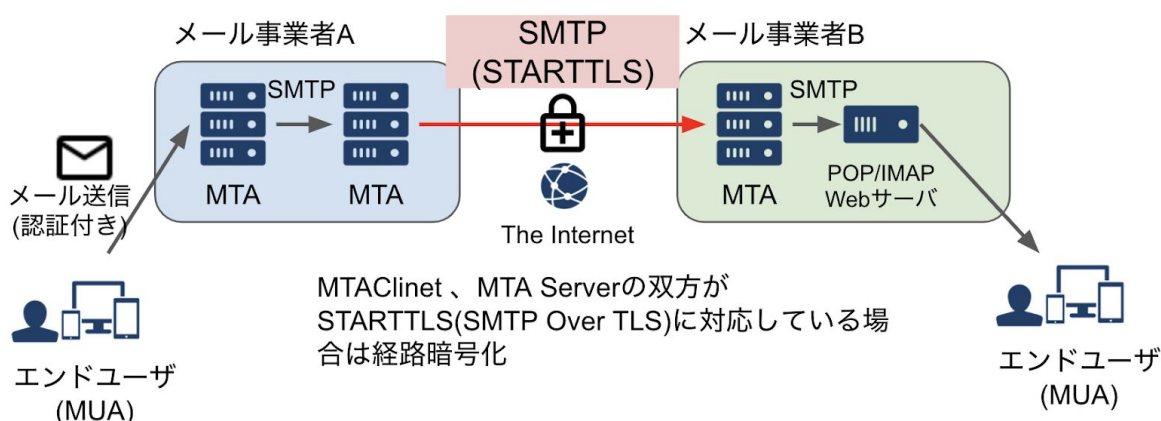 メール事業者A
SMTP
(STARTTLS)
メール事業者B
SMTP
SMTP
メール送信
(認証付き)
MTA
MTA
The Internet
MTA
POP/IMAP
Webサーバ
MTAClinet 、MTA Serverの双方が
STARTTLS(SMTP Over TLS)に対応している場
合は経路暗号化
エンドユーザ
(MUA)
エンドユーザ
(MUA)